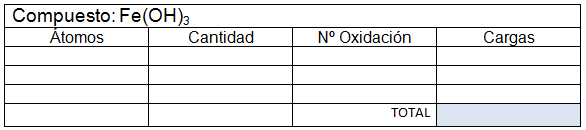 Compuesto: Fe(OH)₃
Átomos Cantidad Nº Oxidación Cargas
TOTAL